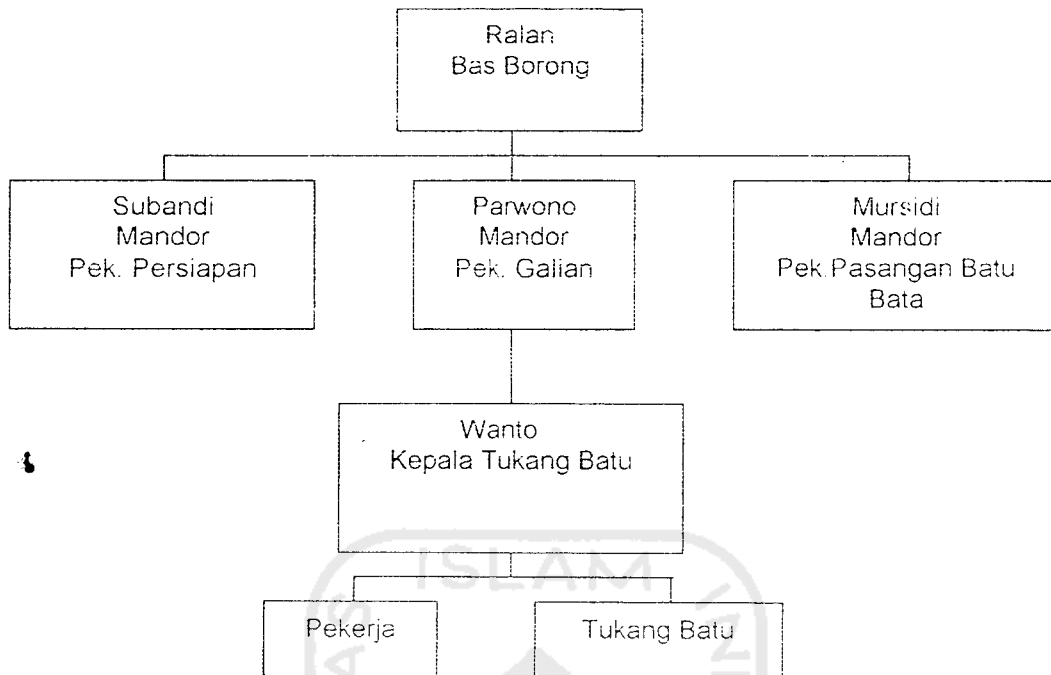 Ralan
Bas Borong
Subandi
Mandor
Pek. Persiapan
Parwono
Mandor
Pek. Galian
Mursidi
Mandor
Pek.Pasangan Batu
Bata
Wanto
Kepala Tukang Batu
ISLAM
Pekerja
Tukang Batu